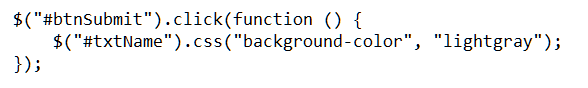 $("#btnSubmit").click(function () {
    $("#txtName").css("background-color", "lightgray");
});